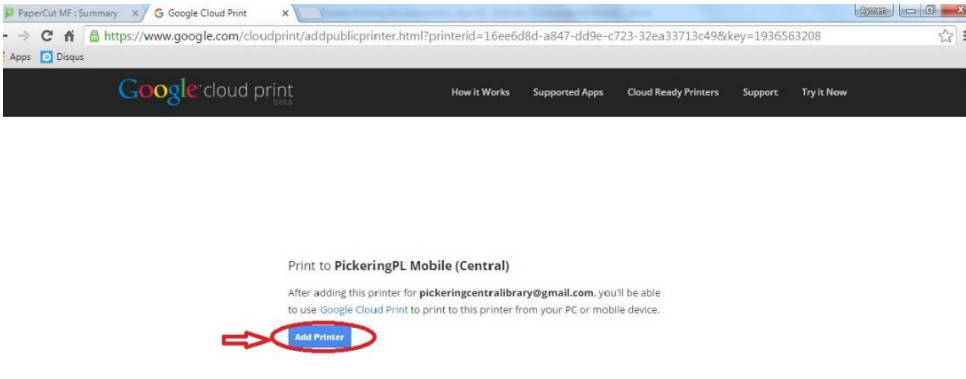 PaperCut MF : Summary Google Cloud Print Aymen
https://www.google.com/cloudprint/addpublicprinter.html?printerid=16ee6d8d-a847-dd9e-c723-32ea33713c49&key=1936563208
Apps Disqus
Google cloud print How it Works Supported Apps Cloud Ready Printers Support Try it Now
beta
Print to PickeringPL Mobile (Central)
After adding this printer for pickeringcentralibrary@gmail.com, you'll be able
to use Google Cloud Print to print to this printer from your PC or mobile device.
Add Printer